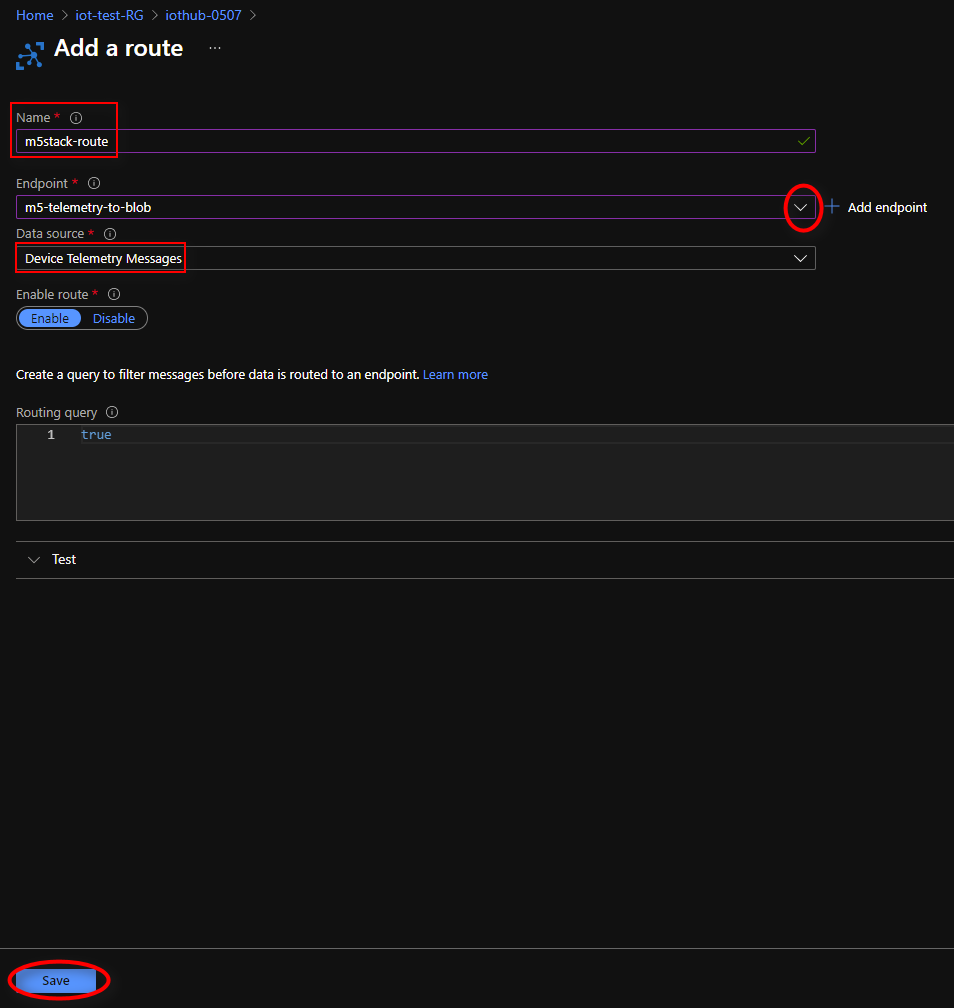 Home > iot-test-RG > iothub-0507 >
Add a route ...
Name *
m5stack-route
Endpoint *
m5-telemetry-to-blob
Add endpoint
Data source *
Device Telemetry Messages
Enable route *
Enable Disable
Create a query to filter messages before data is routed to an endpoint. Learn more
Routing query
1 true
Test
Save